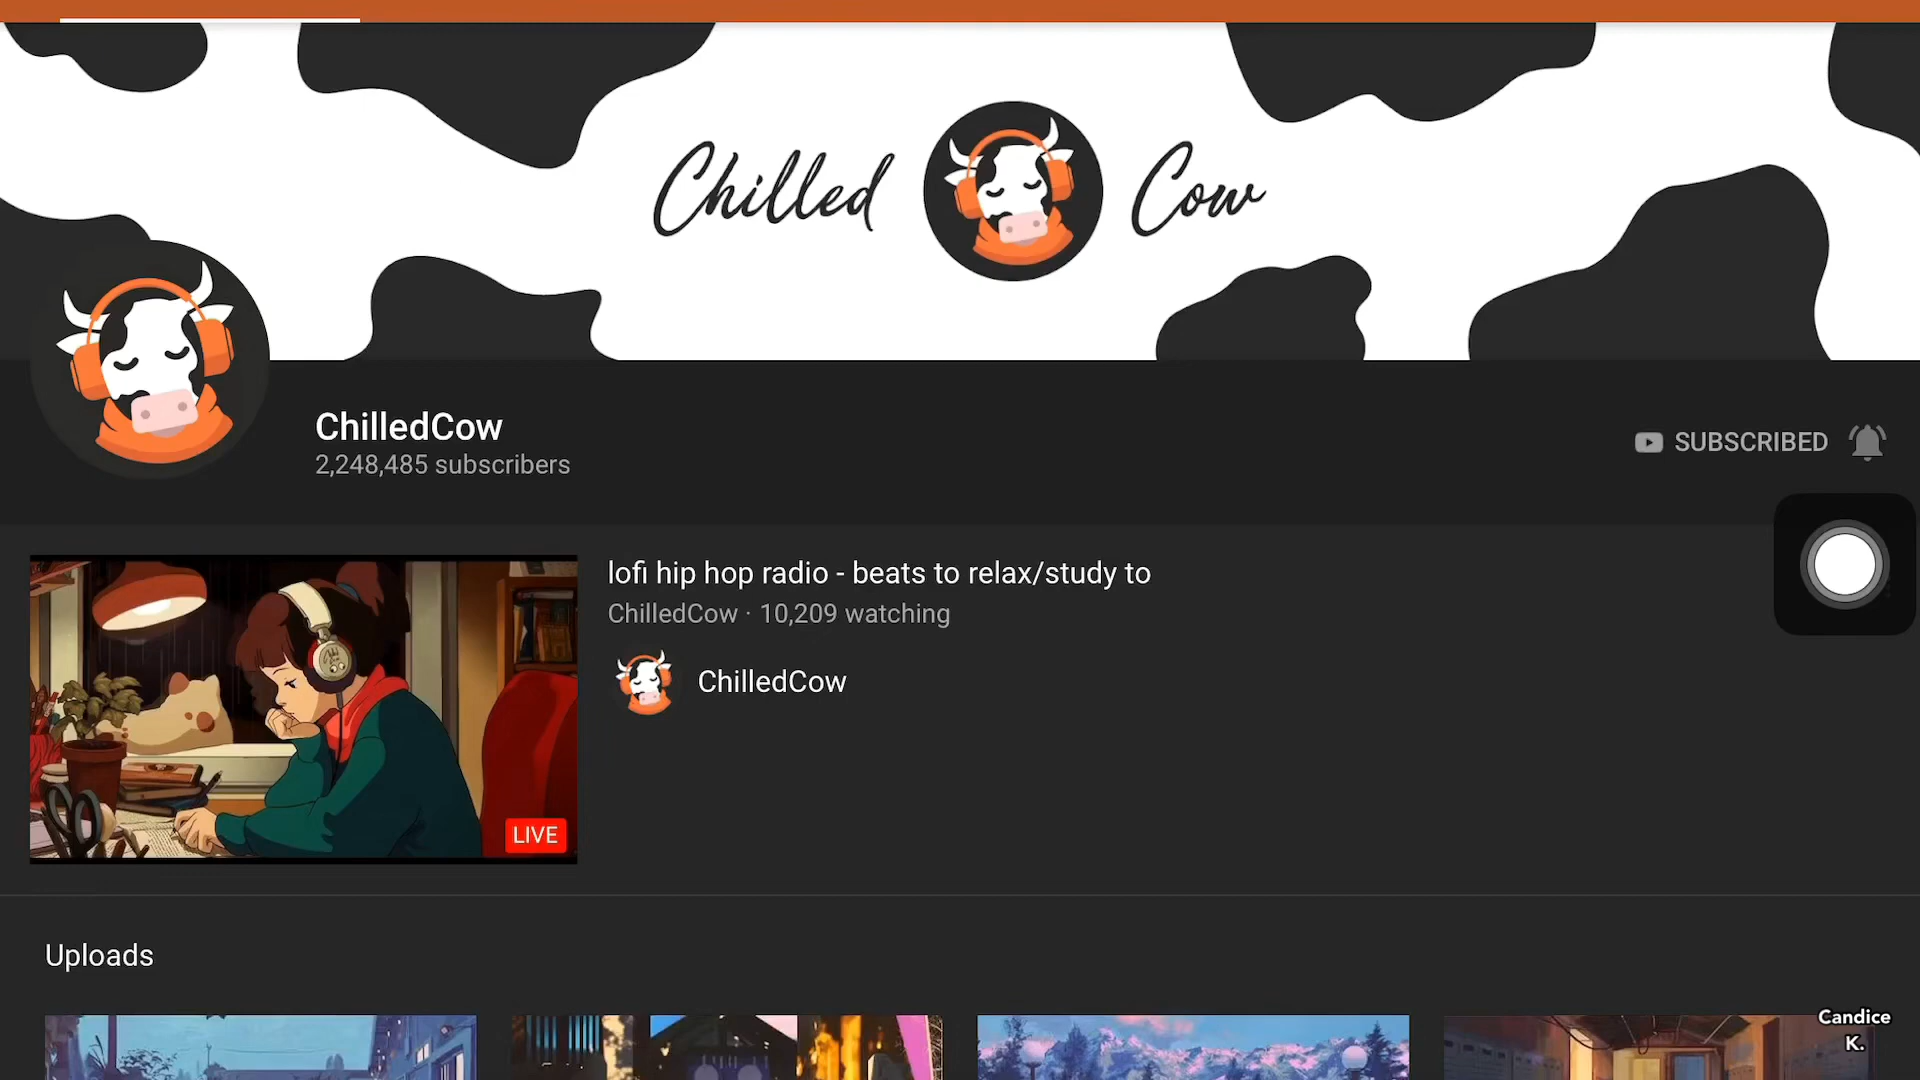 Chilled Cow
ChilledCow
2,248,485 subscribers
SUBSCRIBED
lofi hip hop radio - beats to relax/study to
ChilledCow · 10,209 watching
ChilledCow
LIVE
Uploads
Candice
K.